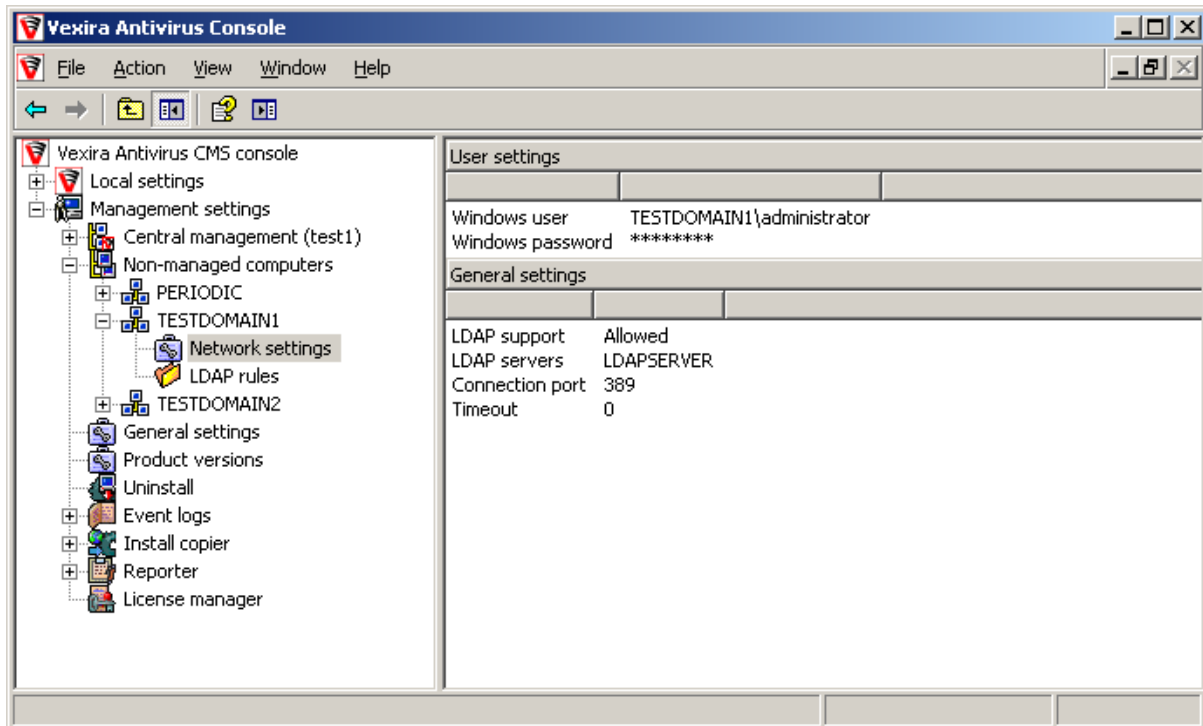 Vexira Antivirus Console
File Action View Window Help
Vexira Antivirus CMS console
Local settings
Management settings
Central management (test1)
Non-managed computers
PERIODIC
TESTDOMAIN1
Network settings
LDAP rules
TESTDOMAIN2
General settings
Product versions
Uninstall
Event logs
Install copier
Reporter
License manager
User settings
Windows user TESTDOMAIN1\administrator
Windows password ********
General settings
LDAP support Allowed
LDAP servers LDAPSERVER
Connection port 389
Timeout 0